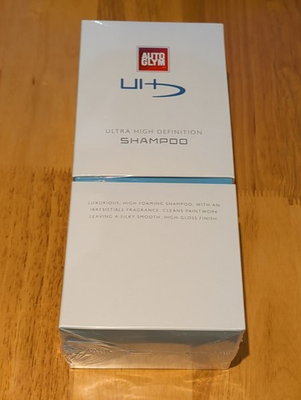 AUTO
GLYM
UHD
ULTRA HIGH DEFINITION
SHAMPOO
LUXURIOUS, HIGH FOAMING SHAMPOO, WITH AN
IRRESISTIBLE FRAGRANCE. CLEANS PAINTWORK
LEAVING A SILKY SMOOTH, HIGH GLOSS FINISH.